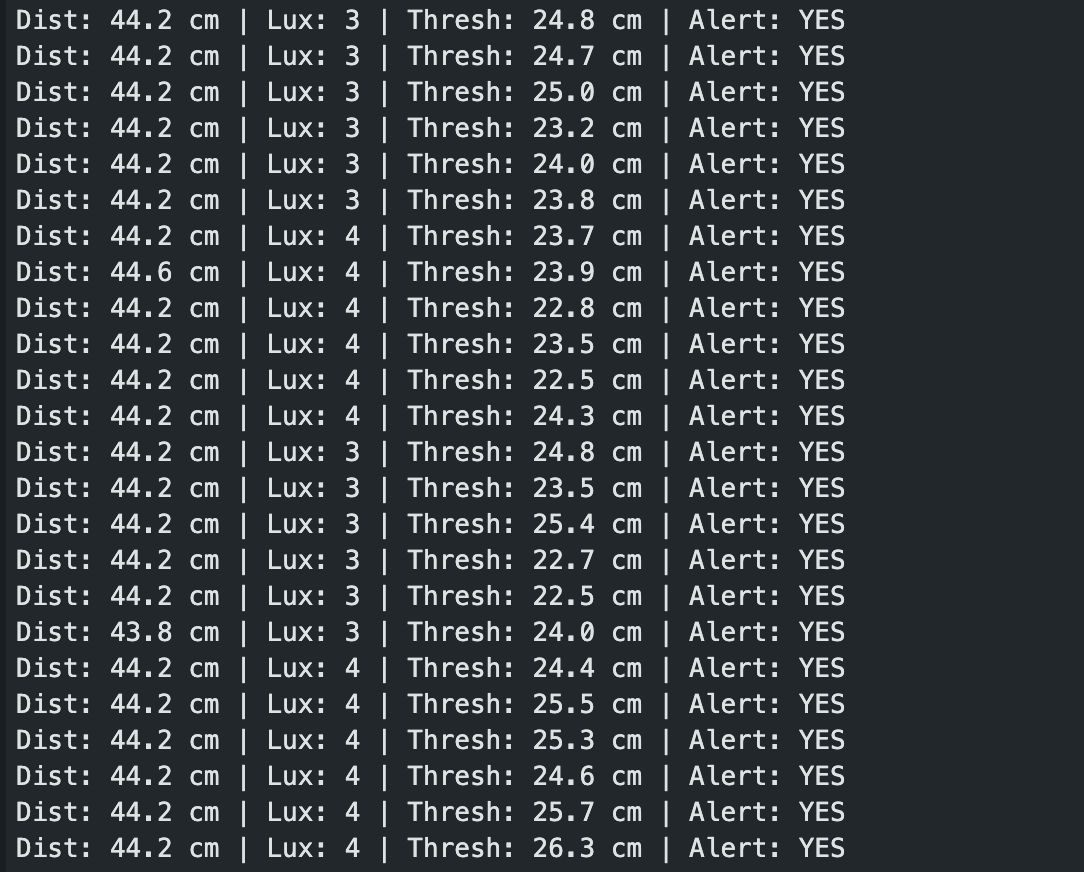 Dist: 44.2 cm | Lux: 3 | Thresh: 24.8 cm | Alert: YES
Dist: 44.2 cm | Lux: 3 | Thresh: 24.7 cm | Alert: YES
Dist: 44.2 cm | Lux: 3 | Thresh: 25.0 cm | Alert: YES
Dist: 44.2 cm | Lux: 3 | Thresh: 23.2 cm | Alert: YES
Dist: 44.2 cm | Lux: 3 | Thresh: 24.0 cm | Alert: YES
Dist: 44.2 cm | Lux: 3 | Thresh: 23.8 cm | Alert: YES
Dist: 44.2 cm | Lux: 4 | Thresh: 23.7 cm | Alert: YES
Dist: 44.6 cm | Lux: 4 | Thresh: 23.9 cm | Alert: YES
Dist: 44.2 cm | Lux: 4 | Thresh: 22.8 cm | Alert: YES
Dist: 44.2 cm | Lux: 4 | Thresh: 23.5 cm | Alert: YES
Dist: 44.2 cm | Lux: 4 | Thresh: 22.5 cm | Alert: YES
Dist: 44.2 cm | Lux: 4 | Thresh: 24.3 cm | Alert: YES
Dist: 44.2 cm | Lux: 3 | Thresh: 24.8 cm | Alert: YES
Dist: 44.2 cm | Lux: 3 | Thresh: 23.5 cm | Alert: YES
Dist: 44.2 cm | Lux: 3 | Thresh: 25.4 cm | Alert: YES
Dist: 44.2 cm | Lux: 3 | Thresh: 22.7 cm | Alert: YES
Dist: 44.2 cm | Lux: 3 | Thresh: 22.5 cm | Alert: YES
Dist: 43.8 cm | Lux: 3 | Thresh: 24.0 cm | Alert: YES
Dist: 44.2 cm | Lux: 4 | Thresh: 24.4 cm | Alert: YES
Dist: 44.2 cm | Lux: 4 | Thresh: 25.5 cm | Alert: YES
Dist: 44.2 cm | Lux: 4 | Thresh: 25.3 cm | Alert: YES
Dist: 44.2 cm | Lux: 4 | Thresh: 24.6 cm | Alert: YES
Dist: 44.2 cm | Lux: 4 | Thresh: 25.7 cm | Alert: YES
Dist: 44.2 cm | Lux: 4 | Thresh: 26.3 cm | Alert: YES